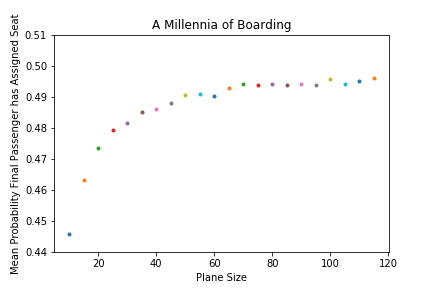 A Millennia of Boarding
Mean Probability Final Passenger has Assigned Seat
0.51
0.50
0.49
0.48
0.47
0.46
0.45
0.44
20 40 60 80 100 120
Plane Size